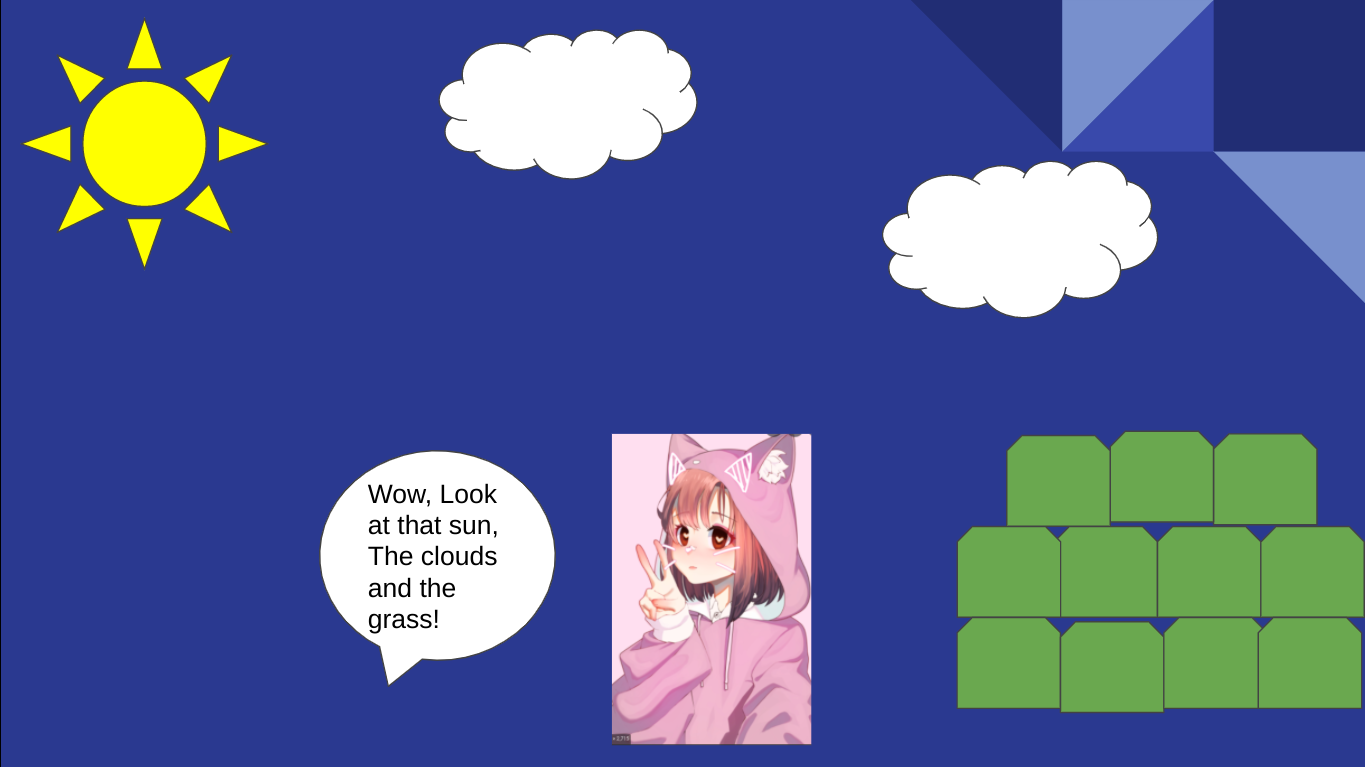 Wow, Look
at that sun,
The clouds
and the
grass!